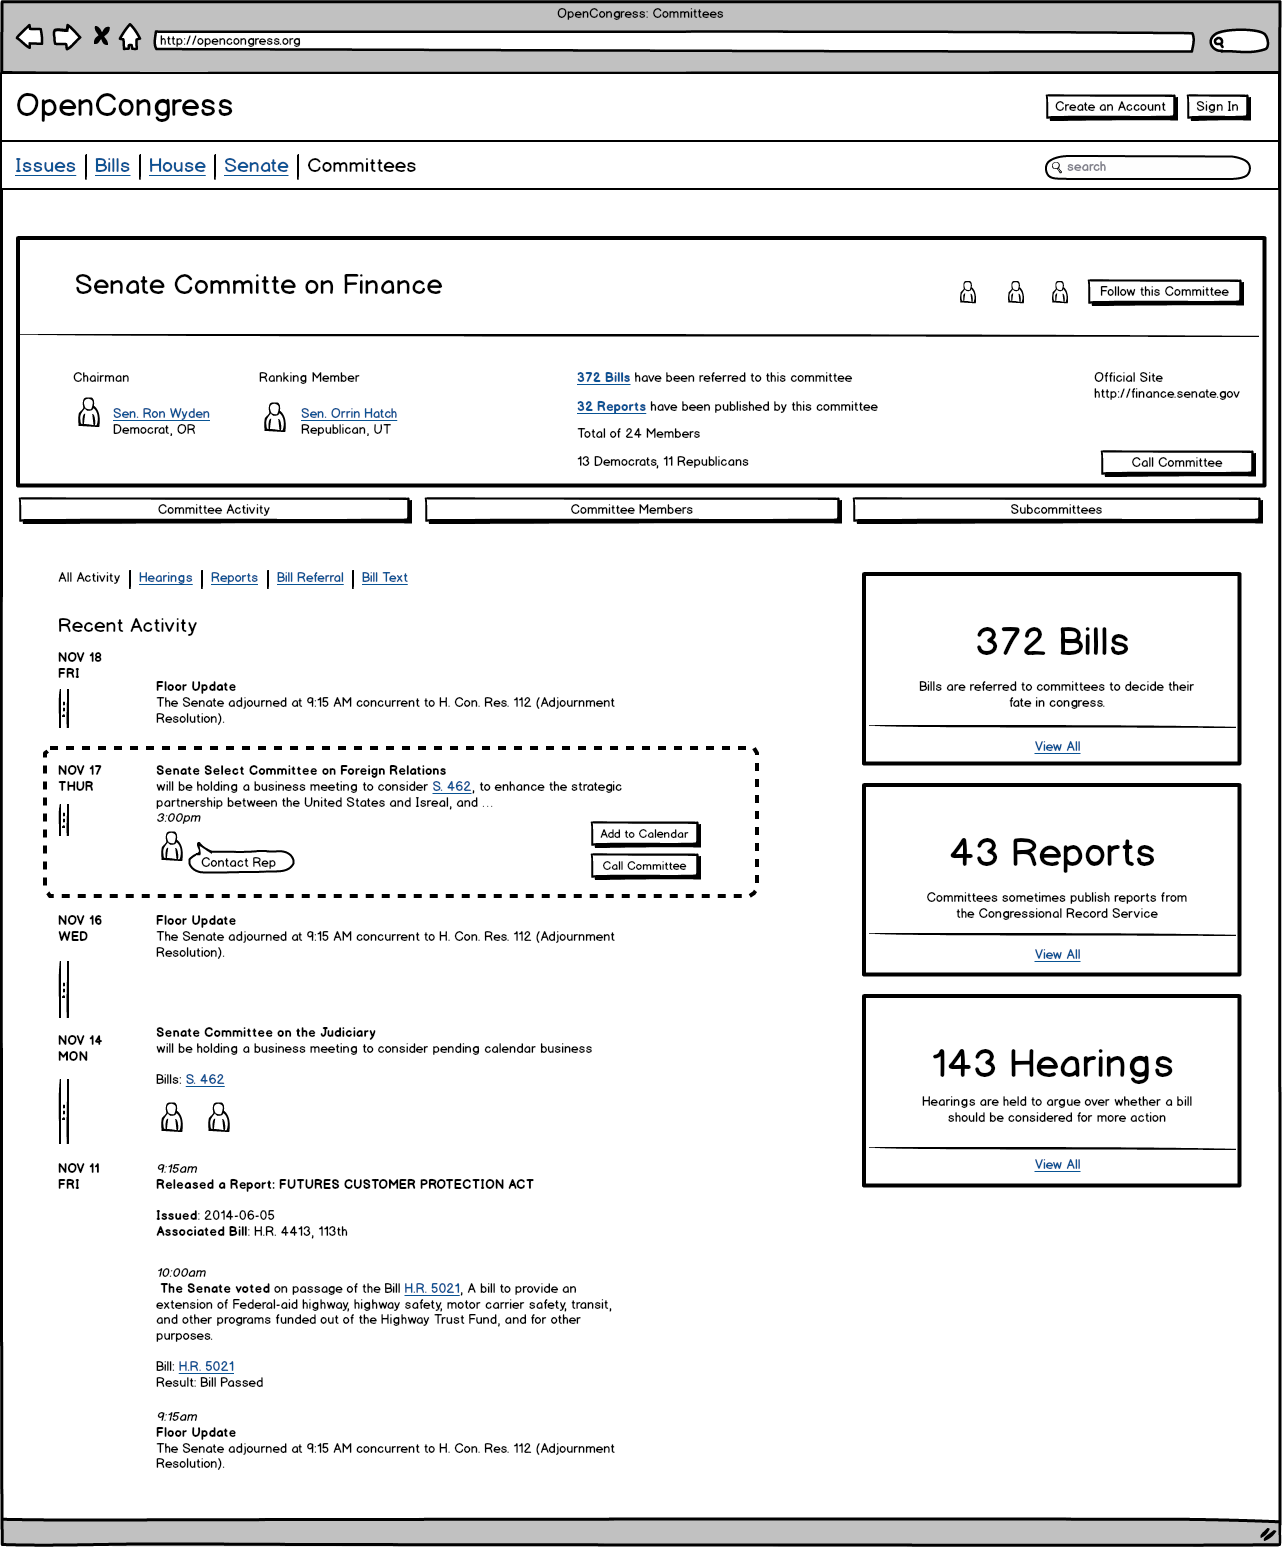 OpenCongress: Committees
http://opencongress.org
OpenCongress
Create an Account
Sign In
Issues
Bills
House
Senate
Committees
search
Senate Committe on Finance
Follow this Committee
Chairman
Sen. Ron Wyden
Democrat, OR
Ranking Member
Sen. Orrin Hatch
Republican, UT
372 Bills have been referred to this committee
32 Reports have been published by this committee
Total of 24 Members
13 Democrats, 11 Republicans
Official Site
http://finance.senate.gov
Call Committee
Committee Activity
Committee Members
Subcommittees
All Activity
Hearings
Reports
Bill Referral
Bill Text
Recent Activity
NOV 18
FRI
Floor Update
The Senate adjourned at 9:15 AM concurrent to H. Con. Res. 112 (Adjournment
Resolution).
NOV 17
THUR
Senate Select Committee on Foreign Relations
will be holding a business meeting to consider S. 462, to enhance the strategic
partnership between the United States and Isreal, and ...
3:00pm
Contact Rep
Add to Calendar
Call Committee
NOV 16
WED
Floor Update
The Senate adjourned at 9:15 AM concurrent to H. Con. Res. 112 (Adjournment
Resolution).
NOV 14
MON
Senate Committee on the Judiciary
will be holding a business meeting to consider pending calendar business
Bills: S. 462
NOV 11
FRI
9:15am
Released a Report: FUTURES CUSTOMER PROTECTION ACT
Issued: 2014-06-05
Associated Bill: H.R. 4413, 113th
10:00am
The Senate voted on passage of the Bill H.R. 5021, A bill to provide an
extension of Federal-aid highway, highway safety, motor carrier safety, transit,
and other programs funded out of the Highway Trust Fund, and for other
purposes.
Bill: H.R. 5021
Result: Bill Passed
9:15am
Floor Update
The Senate adjourned at 9:15 AM concurrent to H. Con. Res. 112 (Adjournment
Resolution).
372 Bills
Bills are referred to committees to decide their
fate in congress.
View All
43 Reports
Committees sometimes publish reports from
the Congressional Record Service
View All
143 Hearings
Hearings are held to argue over whether a bill
should be considered for more action
View All